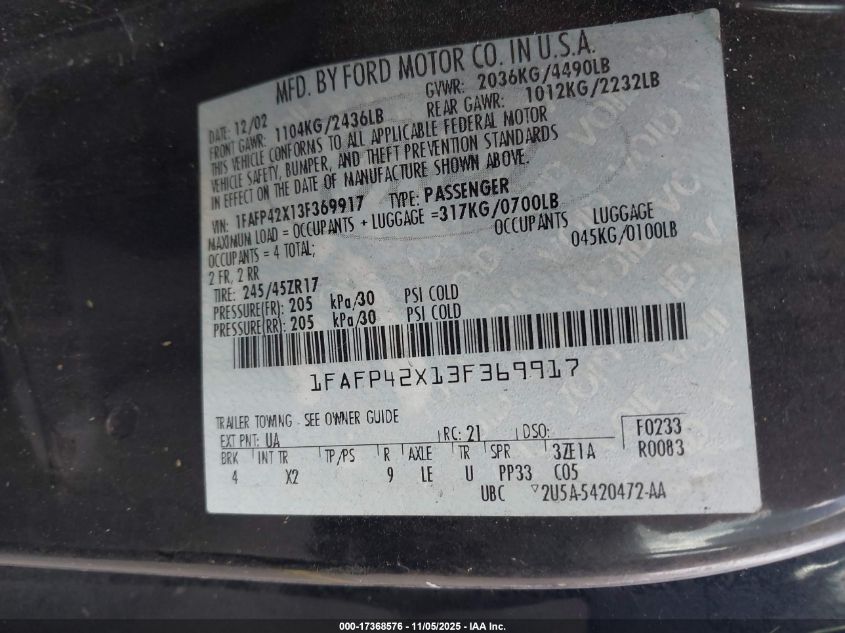 MFD. BY FORD MOTOR CO. IN U.S.A.
DATE: 12/02 GVWR: 2036KG/4490LB
FRONT GAWR: 1104KG/2436LB REAR GAWR: 1012KG/2232LB
THIS VEHICLE CONFORMS TO ALL APPLICABLE FEDERAL MOTOR
VEHICLE SAFETY, BUMPER, AND THEFT PREVENTION STANDARDS
IN EFFECT ON THE DATE OF MANUFACTURE SHOWN ABOVE.
VIN: 1FAFP42X13F369917 TYPE: PASSENGER
MAXIMUM LOAD = OCCUPANTS + LUGGAGE =317KG/0700LB
OCCUPANTS = 4 TOTAL; OCCUPANTS LUGGAGE
2 FR, 2 RR 045KG/0100LB
TIRE: 245/45ZR17
PRESSURE(FR): 205 kPa/30 PSI COLD
PRESSURE(RR): 205 kPa/30 PSI COLD
1FAFP42X13F369917
TRAILER TOWING - SEE OWNER GUIDE
EXT PNT: UA RC: 21 DSO: F0233
BRK INT TR TP/PS R AXLE TR SPR 3ZE1A R0083
4 X2 9 LE U PP33 C05
UBC 2U5A-5420472-AA
000-17368576 | 11/05/2025 - IAA Inc.